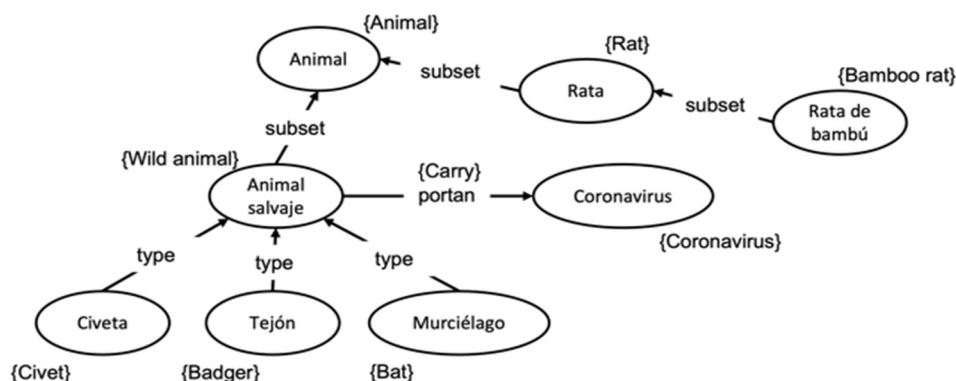 {Animal}
Animal
subset
{Rat}
Rata
{Bamboo rat}
subset
Rata de
bambú
subset
{Wild animal}
Animal
salvaje
{Carry}
portan
Coronavirus
{Coronavirus}
type
type
type
Civeta
Tejón
Murciélago
{Civet}
{Badger}
{Bat}